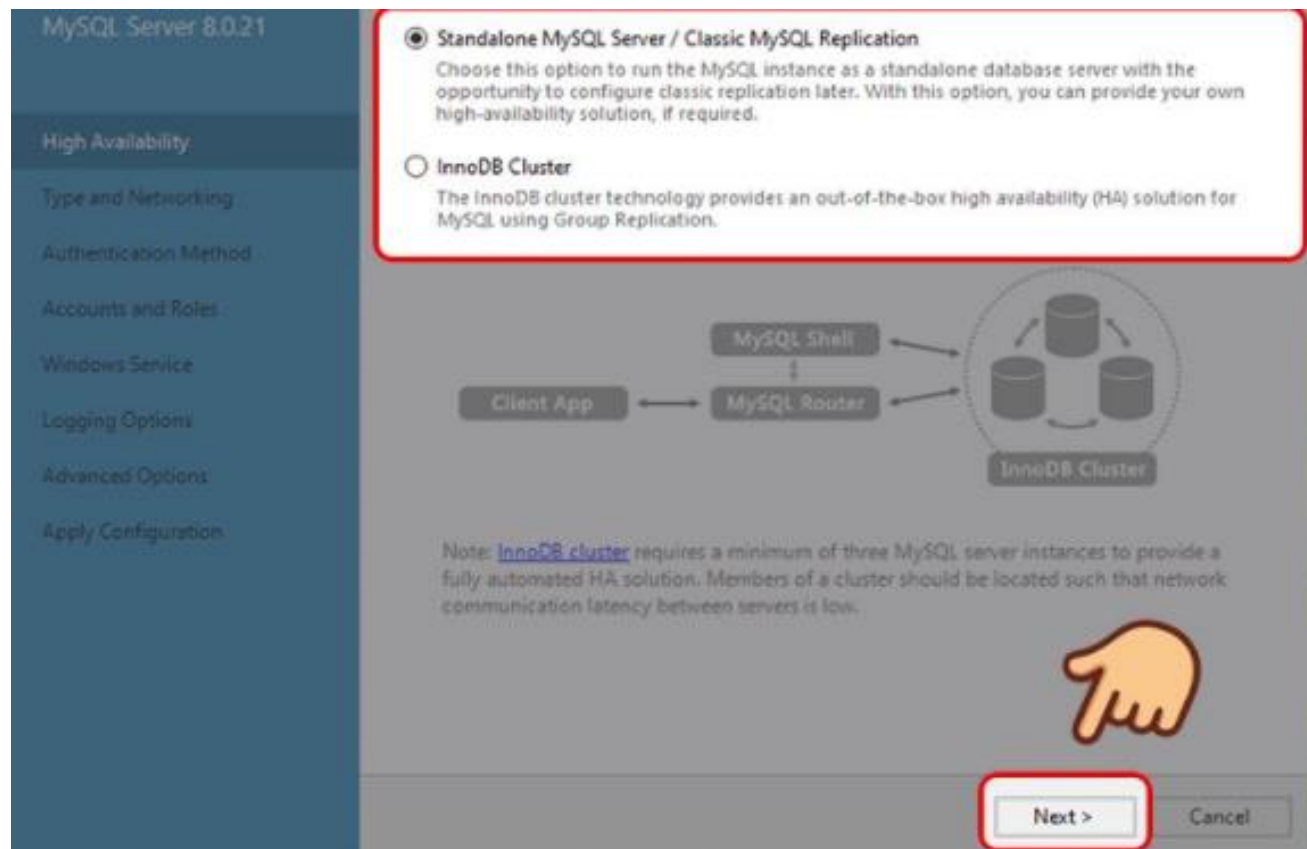 MySQL Server 8.0.21
High Availability
Type and Networking
Authentication Method
Accounts and Roles
Windows Service
Logging Options
Advanced Options
Apply Configuration
Standalone MySQL Server / Classic MySQL Replication
Choose this option to run the MySQL instance as a standalone database server with the
opportunity to configure classic replication later. With this option, you can provide your own
high-availability solution, if required.
InnoDB Cluster
The InnoDB cluster technology provides an out-of-the-box high availability (HA) solution for
MySQL using Group Replication.
MySQL Shell
Client App
MySQL Router
InnoDB Cluster
Note: InnoDB cluster requires a minimum of three MySQL server instances to provide a
fully automated HA solution. Members of a cluster should be located such that network
communication latency between servers is low.
Next >
Cancel